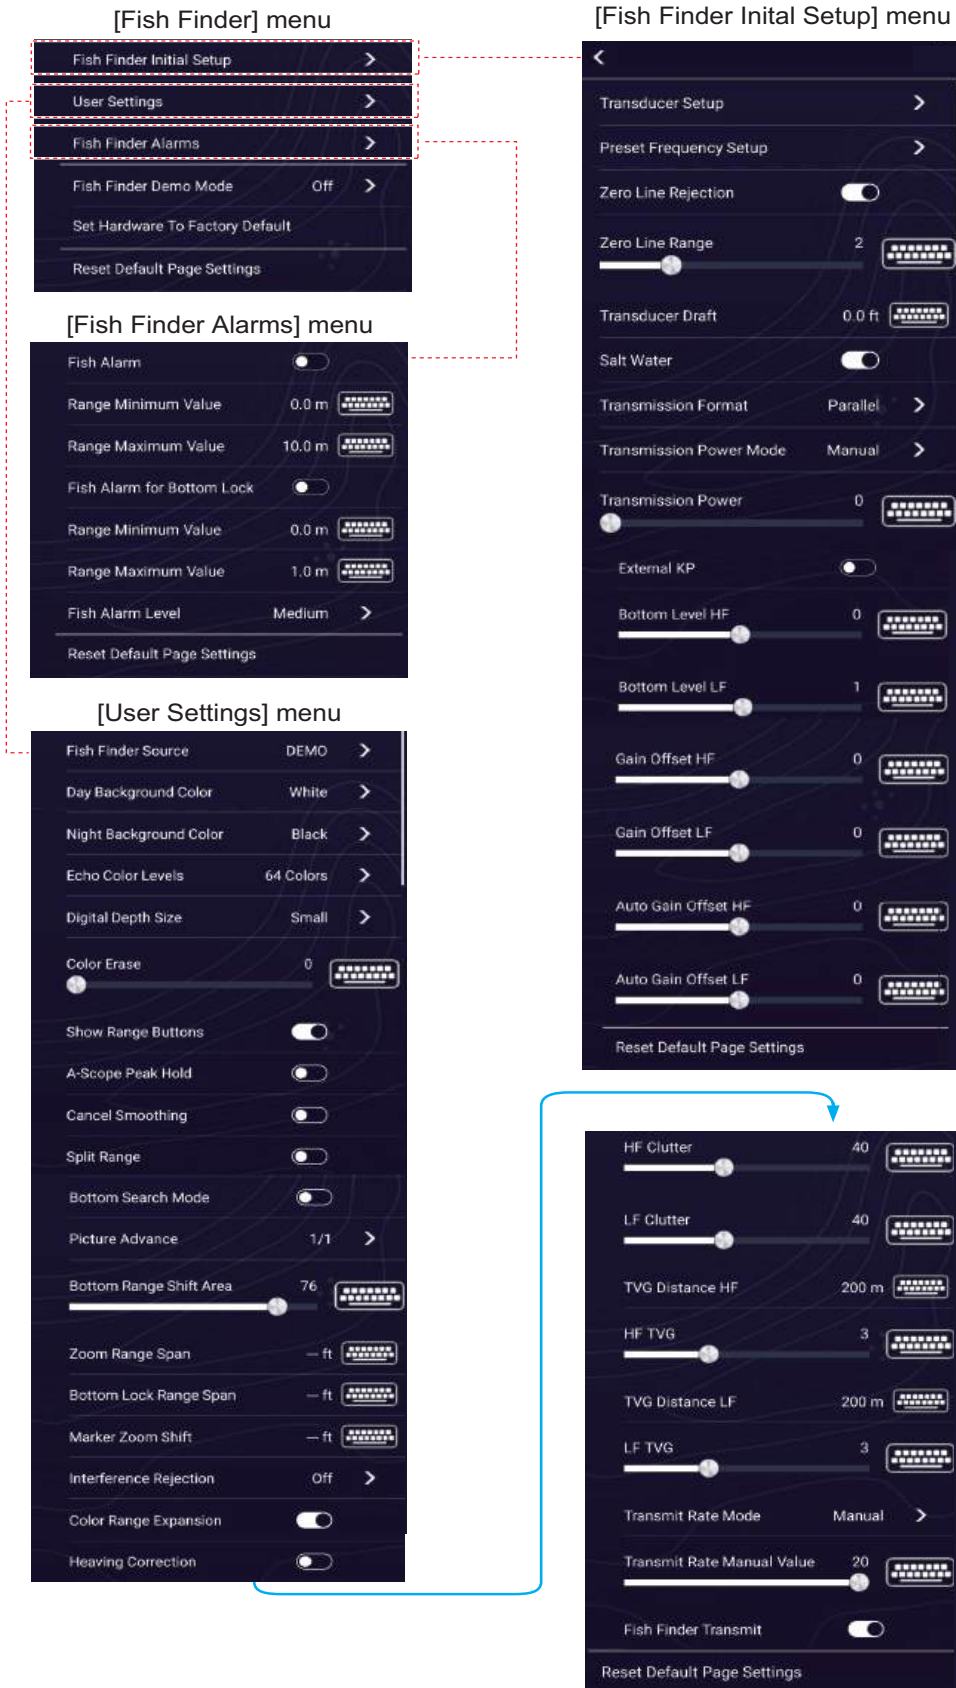 [Fish Finder] menu
Fish Finder Initial Setup
User Settings
Fish Finder Alarms
Fish Finder Demo Mode Off
Set Hardware To Factory Default
Reset Default Page Settings
[Fish Finder Alarms] menu
Fish Alarm
Range Minimum Value 0.0 m
Range Maximum Value 10.0 m
Fish Alarm for Bottom Lock
Range Minimum Value 0.0 m
Range Maximum Value 1.0 m
Fish Alarm Level Medium
Reset Default Page Settings
[User Settings] menu
Fish Finder Source DEMO
Day Background Color White
Night Background Color Black
Echo Color Levels 64 Colors
Digital Depth Size Small
Color Erase 0
Show Range Buttons
A-Scope Peak Hold
Cancel Smoothing
Split Range
Bottom Search Mode
Picture Advance 1/1
Bottom Range Shift Area 76
Zoom Range Span — ft
Bottom Lock Range Span — ft
Marker Zoom Shift — ft
Interference Rejection Off
Color Range Expansion
Heaving Correction
[Fish Finder Inital Setup] menu
Transducer Setup
Preset Frequency Setup
Zero Line Rejection
Zero Line Range 2
Transducer Draft 0.0 ft
Salt Water
Transmission Format Parallel
Transmission Power Mode Manual
Transmission Power 0
External KP
Bottom Level HF 0
Bottom Level LF 1
Gain Offset HF 0
Gain Offset LF 0
Auto Gain Offset HF 0
Auto Gain Offset LF 0
Reset Default Page Settings
HF Clutter 40
LF Clutter 40
TVG Distance HF 200 m
HF TVG 3
TVG Distance LF 200 m
LF TVG 3
Transmit Rate Mode Manual
Transmit Rate Manual Value 20
Fish Finder Transmit
Reset Default Page Settings